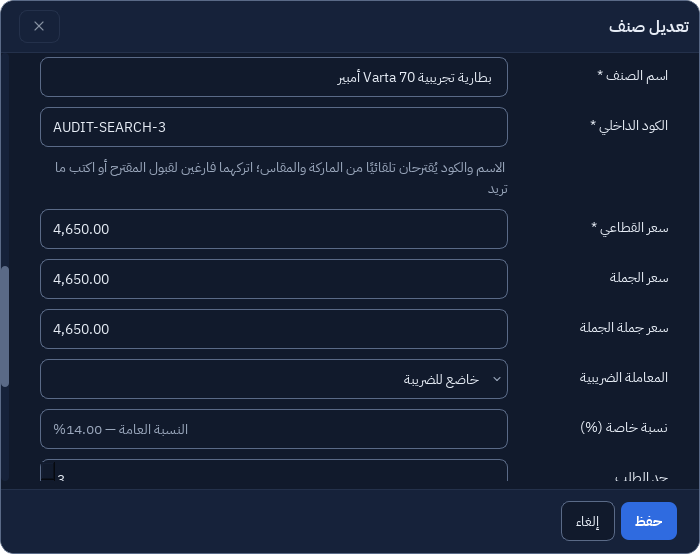 تعديل صنف
×
اسم الصنف *
بطارية تجريبية Varta 70 أمبير
الكود الداخلي *
AUDIT-SEARCH-3
الاسم والكود يُقترحان تلقائيًا من الماركة والمقاس؛ اتركهما فارغين لقبول المقترح أو اكتب ما
تريد
سعر القطاعي *
4,650.00
سعر الجملة
4,650.00
سعر جملة الجملة
4,650.00
المعاملة الضريبية
خاضع للضريبة
نسبة خاصة (%)
النسبة العامة — 14.00%
حد الطلب
3
حفظ
إلغاء